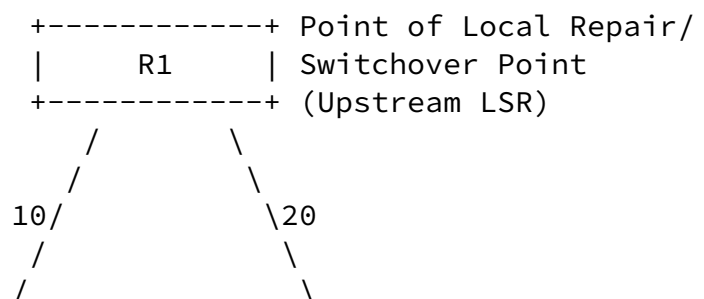 +------------+ Point of Local Repair/
|     R1     | Switchover Point
+------------+ (Upstream LSR)
/       \
/         \
10/           \20
/             \
/               \